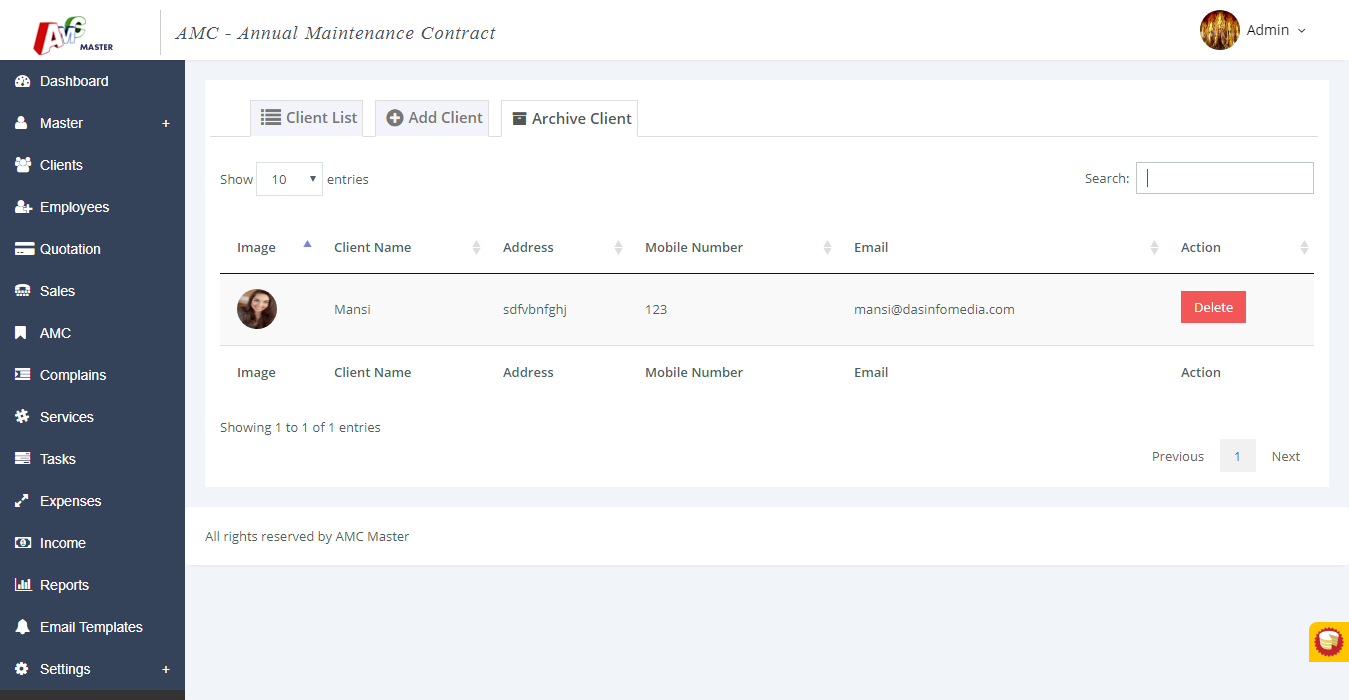 AMC MASTER
AMC - Annual Maintenance Contract
Admin
Dashboard
Master +
Clients
Employees
Quotation
Sales
AMC
Complains
Services
Tasks
Expenses
Income
Reports
Email Templates
Settings +
Client List Add Client Archive Client
Show 10 entries Search:
Image Client Name Address Mobile Number Email Action
Mansi sdfvbnfghj 123 mansi@dasinfomedia.com Delete
Image Client Name Address Mobile Number Email Action
Showing 1 to 1 of 1 entries
Previous 1 Next
All rights reserved by AMC Master